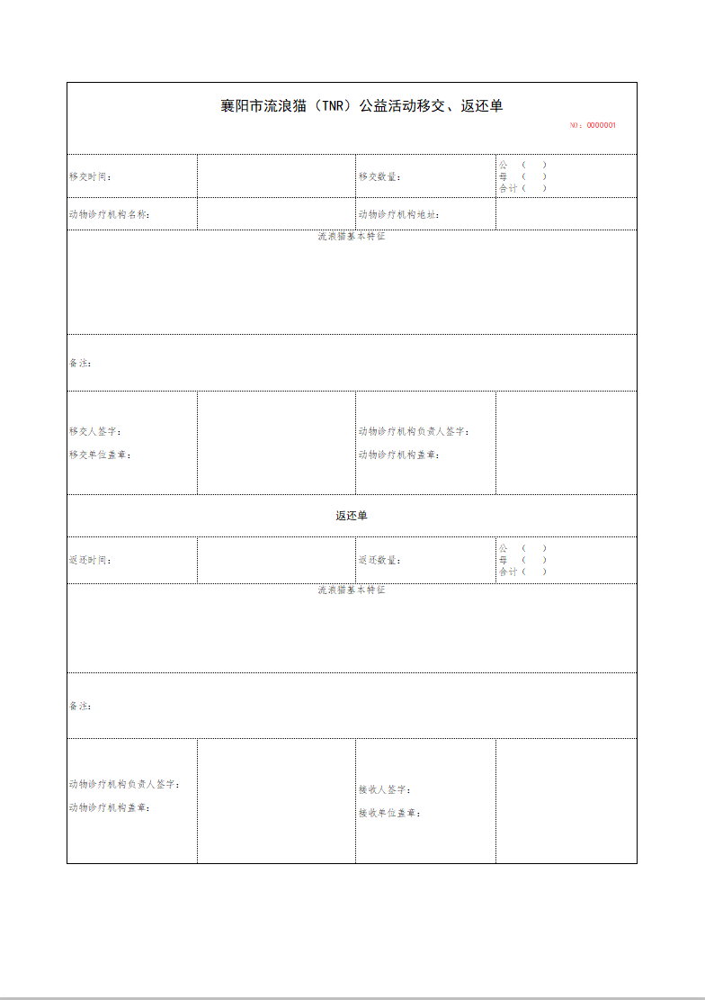 襄阳市流浪猫（TNR）公益活动移交、返还单
NO：0000001
移交时间：
移交数量：
公 （ ）
母 （ ）
合计（ ）
动物诊疗机构名称：
动物诊疗机构地址：
流浪猫基本特征
备注：
移交人签字：
移交单位盖章：
动物诊疗机构负责人签字：
动物诊疗机构盖章：
返还单
返还时间：
返还数量：
公 （ ）
母 （ ）
合计（ ）
流浪猫基本特征
备注：
动物诊疗机构负责人签字：
动物诊疗机构盖章：
接收人签字：
接收单位盖章：